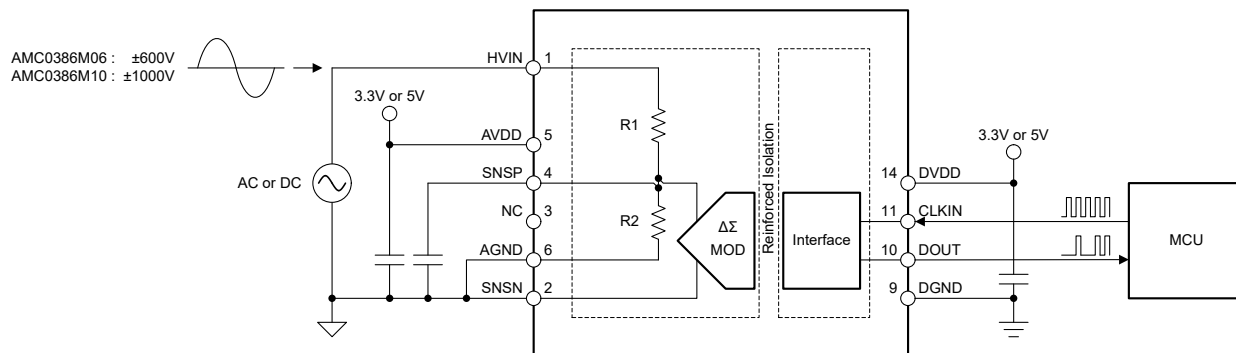 AMC0386M06 : ±600V
AMC0386M10 : ±1000V
HVIN
1
3.3V or 5V
R1
AVDD
5
AC or DC
SNSP
4
NC
3
R2
ΔΣ
MOD
AGND
6
SNSN
2
Reinforced Isolation
Interface
3.3V or 5V
14
DVDD
11
CLKIN
10
DOUT
9
DGND
MCU